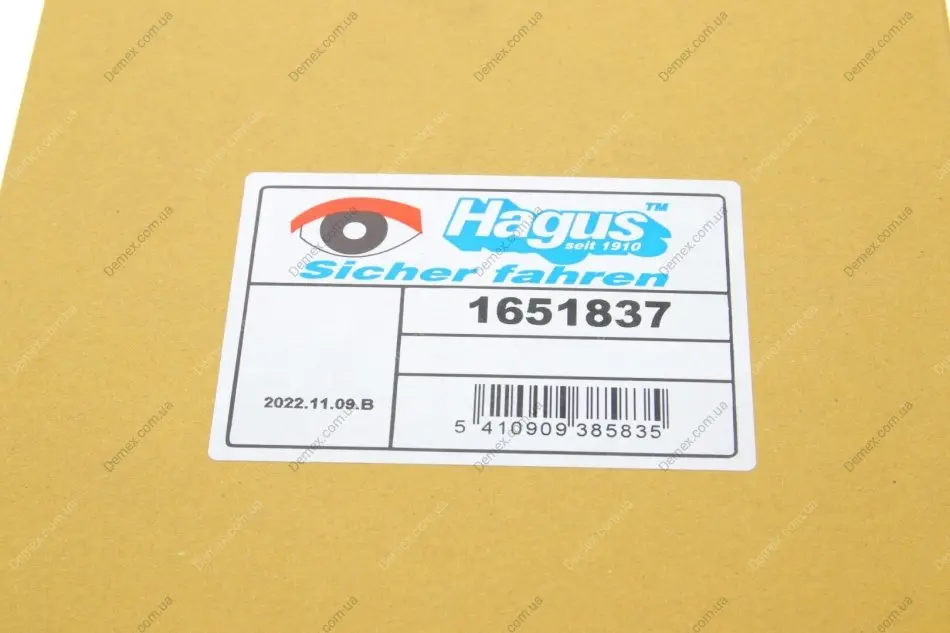 Hagus™
seit 1910
Sicher fahren
1651837
2022.11.09.B
5 410909 385835
Demex.com.ua